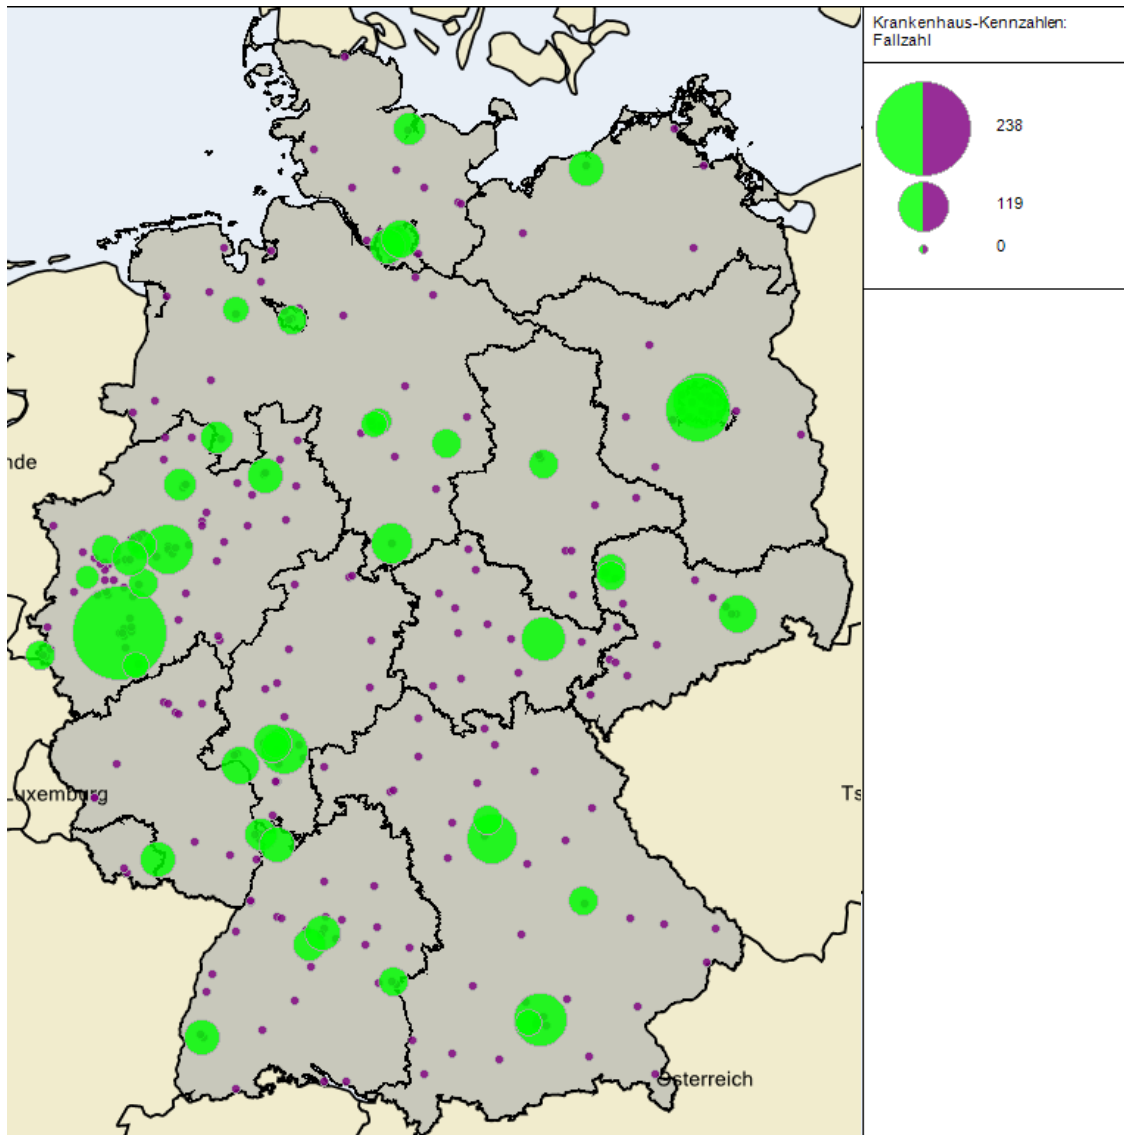 Krankenhaus-Kennzahlen:
Fallzahl
238
119
0
nde
Luxemburg
Ts
Österreich